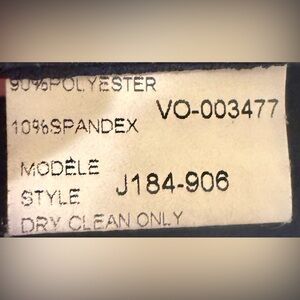 90%POLYESTER
VO-003477
10%SPANDEX
MODÈLE
STYLE J184-906
DRY CLEAN ONLY